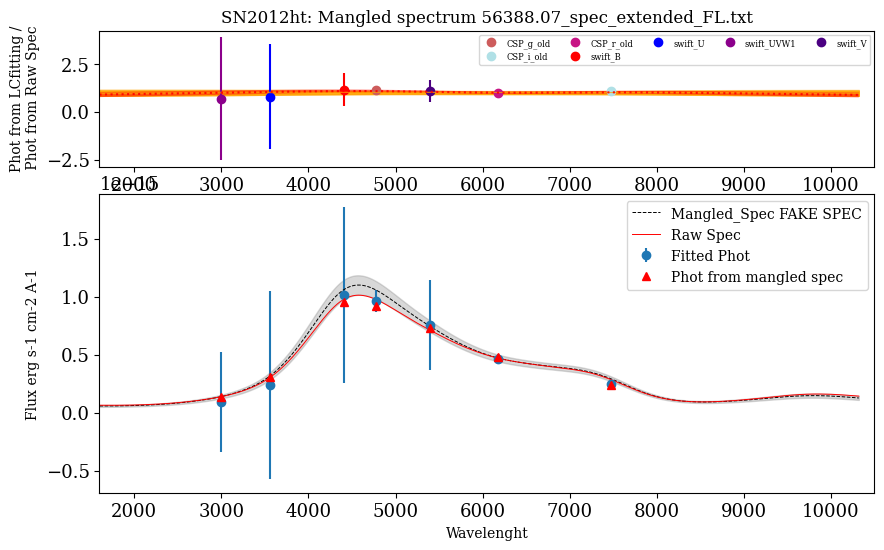 SN2012ht: Mangled spectrum 56388.07_spec_extended_FL.txt
Phot from LCfitting /
Phot from Raw Spec
2.5
0.0
−2.5
CSP_g_old
CSP_r_old
swift_U
swift_UVW1
swift_V
CSP_i_old
swift_B
2000
3000
4000
5000
6000
7000
8000
9000
10000
1e−15
Flux erg s-1 cm-2 A-1
1.5
1.0
0.5
0.0
−0.5
Mangled_Spec FAKE SPEC
Raw Spec
Fitted Phot
Phot from mangled spec
2000
3000
4000
5000
6000
7000
8000
9000
10000
Wavelenght